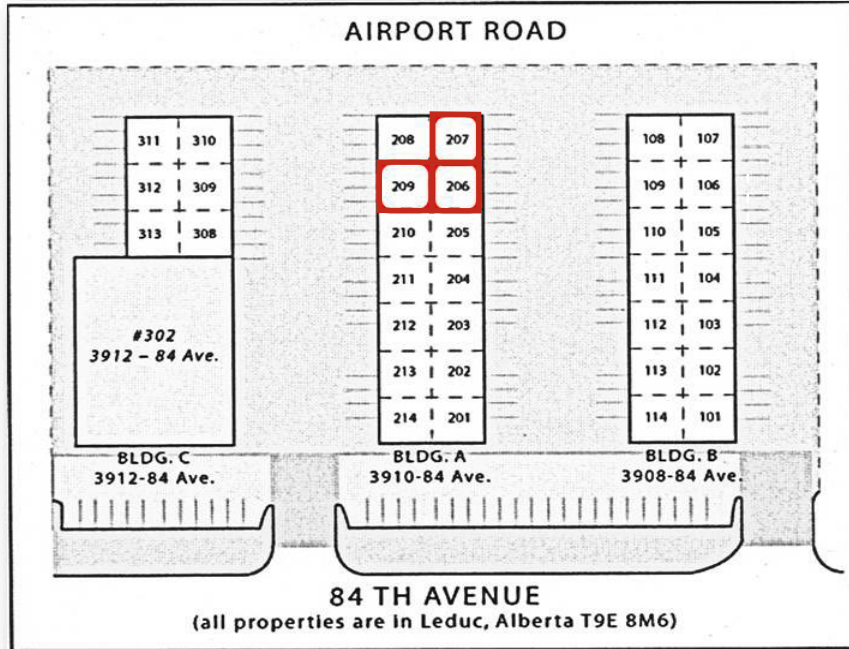 AIRPORT ROAD
311 310
312 309
313 308
#302
3912 – 84 Ave.
BLDG. C
3912-84 Ave.
208 207
209 206
210 205
211 204
212 203
213 202
214 201
BLDG. A
3910-84 Ave.
108 107
109 106
110 105
111 104
112 103
113 102
114 101
BLDG. B
3908-84 Ave.
84 TH AVENUE
(all properties are in Leduc, Alberta T9E 8M6)